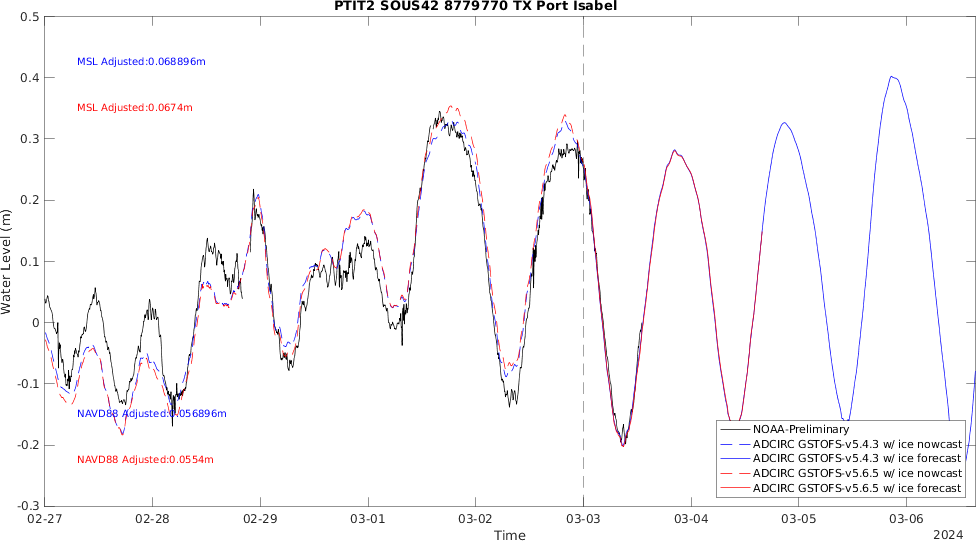 PTIT2 SOUS42 8779770 TX Port Isabel
0.5
0.4
0.3
0.2
0.1
0
-0.1
-0.2
-0.3
Water Level (m)
MSL Adjusted:0.068896m
MSL Adjusted:0.0674m
NAVD88 Adjusted:0.056896m
NAVD88 Adjusted:0.0554m
NOAA-Preliminary
ADCIRC GSTOFS-v5.4.3 w/ ice nowcast
ADCIRC GSTOFS-v5.4.3 w/ ice forecast
ADCIRC GSTOFS-v5.6.5 w/ ice nowcast
ADCIRC GSTOFS-v5.6.5 w/ ice forecast
02-27 02-28 02-29 03-01 03-02 03-03 03-04 03-05 03-06
Time
2024